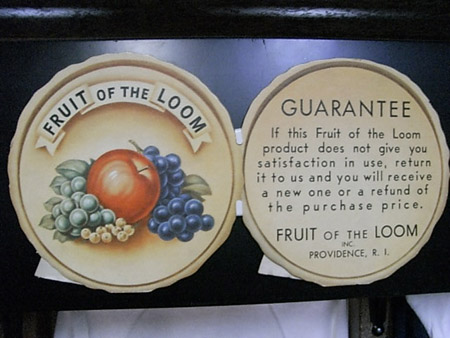 FRUIT OF THE LOOM
GUARANTEE
If this Fruit of the Loom
product does not give you
satisfaction in use, return
it to us and you will receive
a new one or a refund of
the purchase price.
FRUIT OF THE LOOM
INC.
PROVIDENCE, R. I.